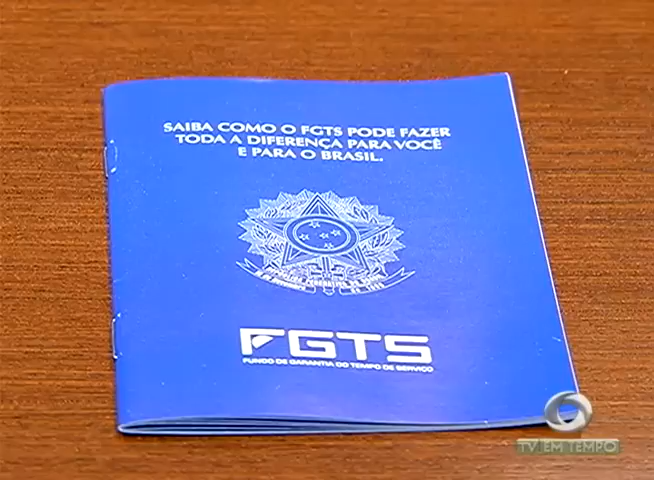 SAIBA COMO O FGTS PODE FAZER
TODA A DIFERENÇA PARA VOCÊ
E PARA O BRASIL.
FGTS
FUNDO DE GARANTIA DO TEMPO DE SERVIÇO
TV EM TEMPO